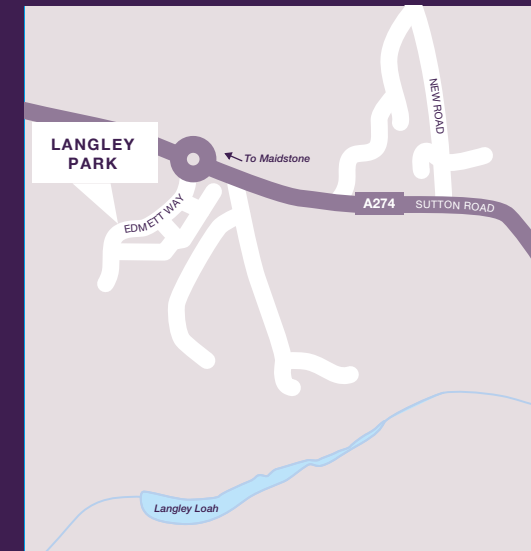 NEW ROAD
LANGLEY
PARK
To Maidstone
EDMETT WAY
A274
SUTTON ROAD
Langley Loah